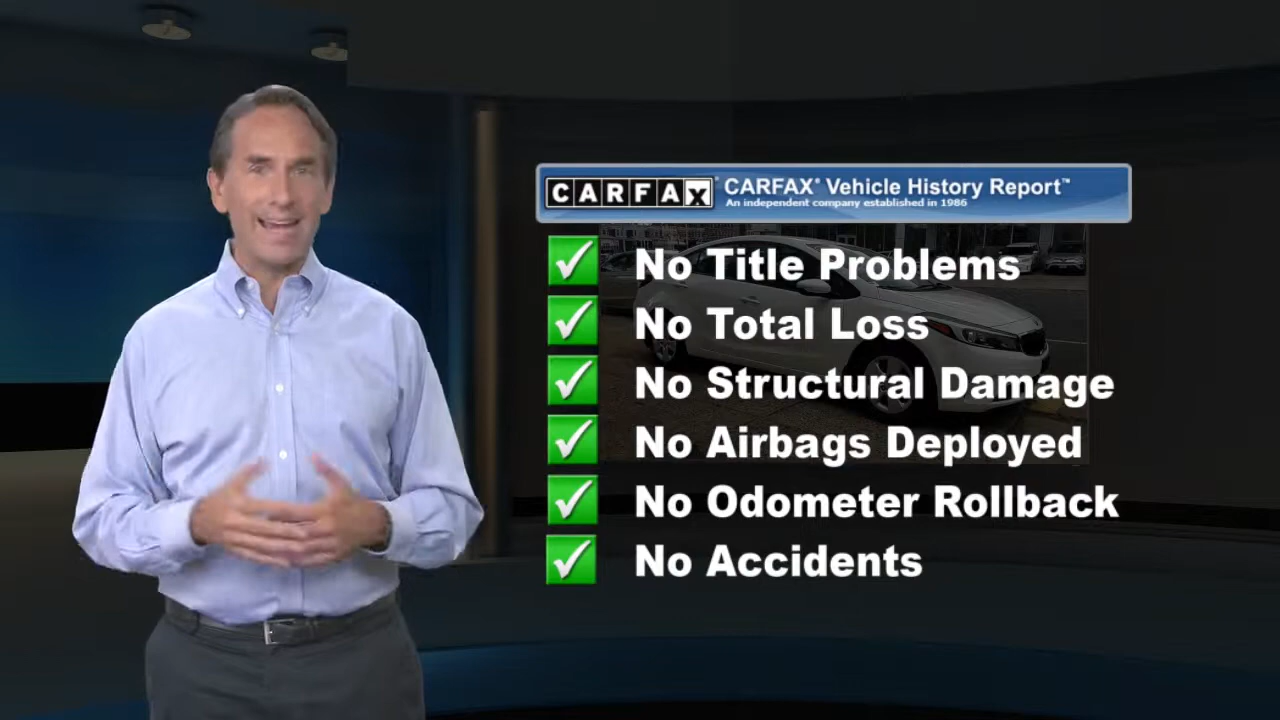 CARFAX® CARFAX® Vehicle History Report™
An independent company established in 1986
No Title Problems
No Total Loss
No Structural Damage
No Airbags Deployed
No Odometer Rollback
No Accidents